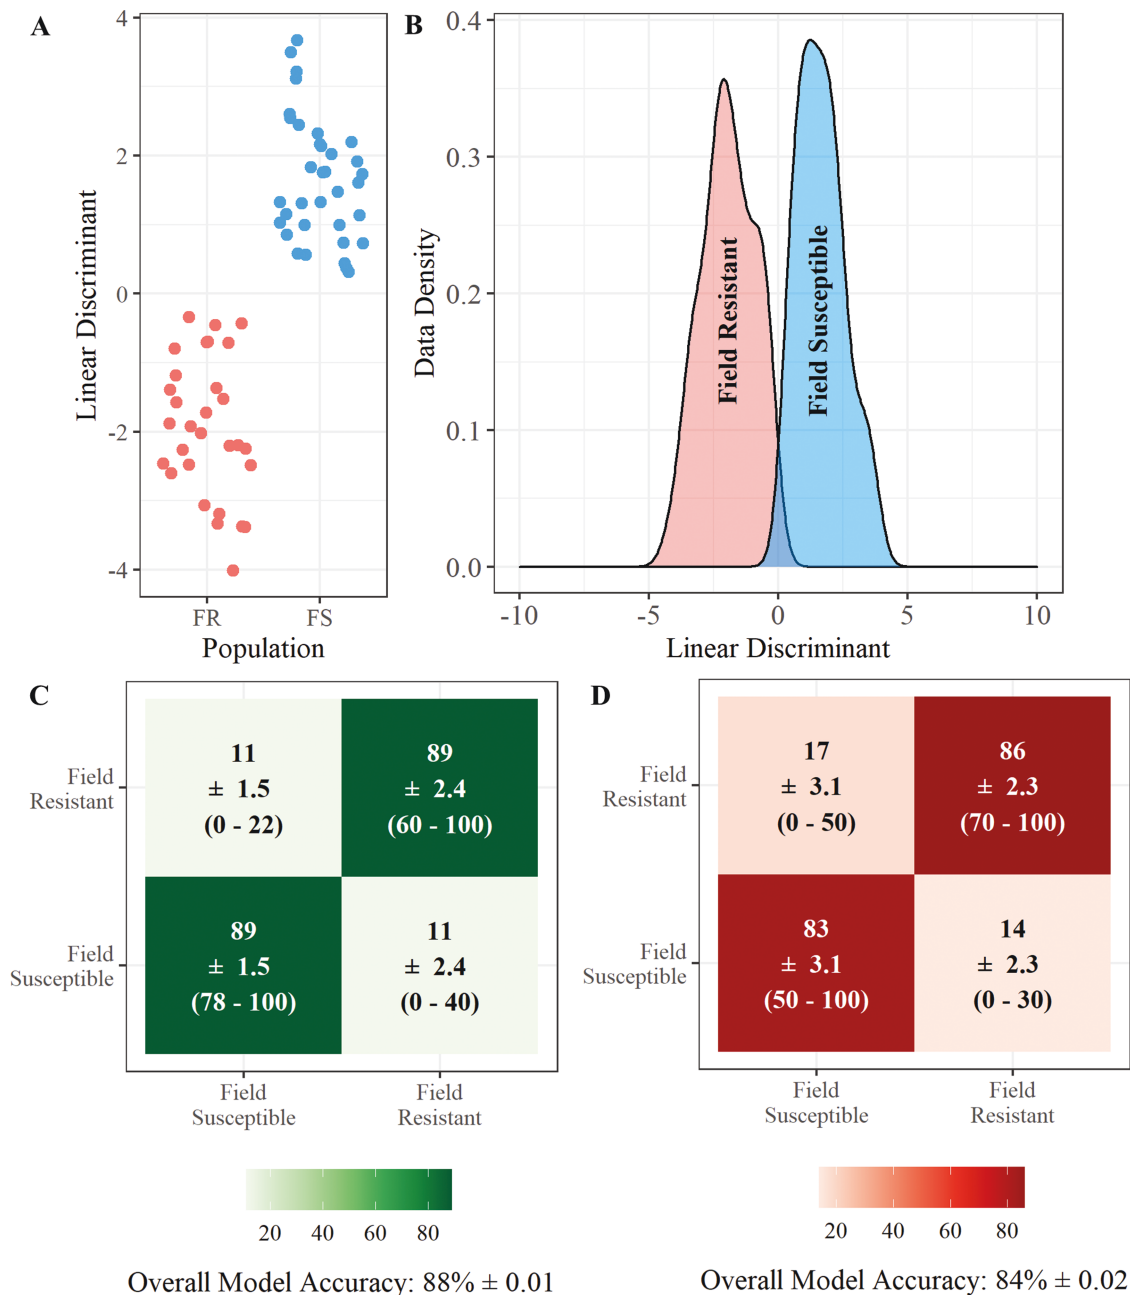 A
4
2
0
-2
-4
Linear Discriminant
FR
FS
Population
B
0.4
0.3
0.2
0.1
0.0
Data Density
Field Resistant
Field Susceptible
-10
-5
0
5
10
Linear Discriminant
C
Field
Resistant
Field
Susceptible
11
± 1.5
(0 - 22)
89
± 2.4
(60 - 100)
89
± 1.5
(78 - 100)
11
± 2.4
(0 - 40)
Field
Susceptible
Field
Resistant
20
40
60
80
Overall Model Accuracy: 88% ± 0.01
D
Field
Resistant
Field
Susceptible
17
± 3.1
(0 - 50)
86
± 2.3
(70 - 100)
83
± 3.1
(50 - 100)
14
± 2.3
(0 - 30)
Field
Susceptible
Field
Resistant
20
40
60
80
Overall Model Accuracy: 84% ± 0.02